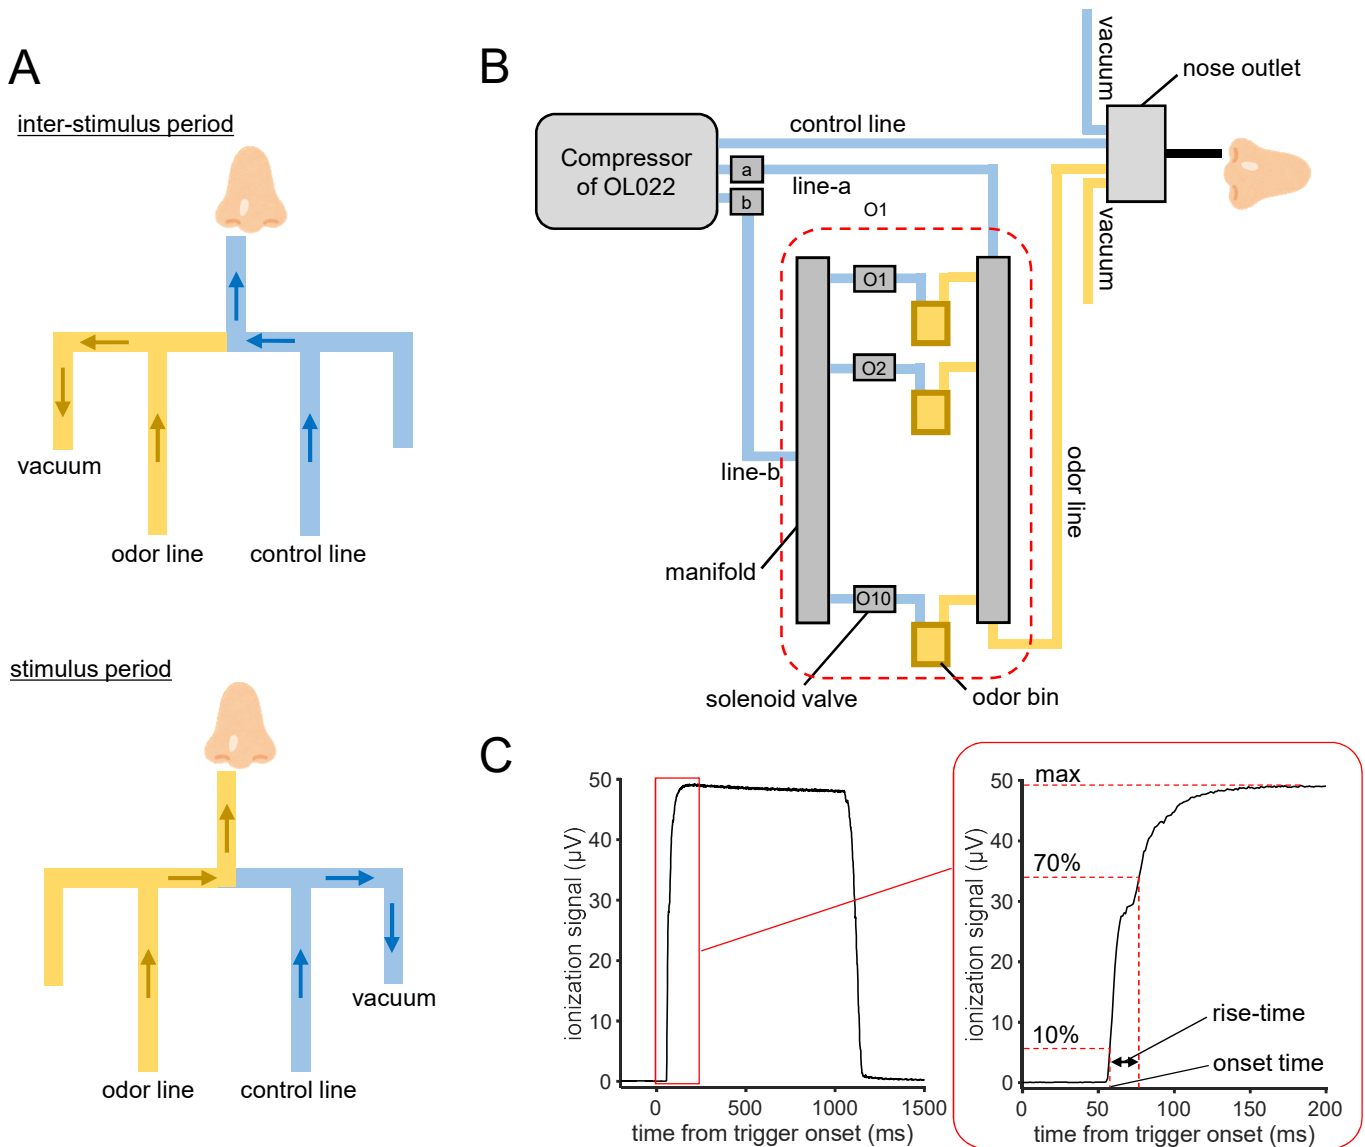 A
inter-stimulus period
vacuum
odor line
control line
stimulus period
vacuum
odor line
control line
B
Compressor
of OL022
control line
a
line-a
b
line-b
O1
O1
O2
O10
manifold
solenoid valve
odor bin
odor line
vacuum
vacuum
nose outlet
C
50
40
30
20
10
0
ionization signal (µV)
0
500
1000
1500
time from trigger onset (ms)
50
40
30
20
10
0
ionization signal (µV)
max
70%
10%
rise-time
onset time
0
50
100
150
200
time from trigger onset (ms)